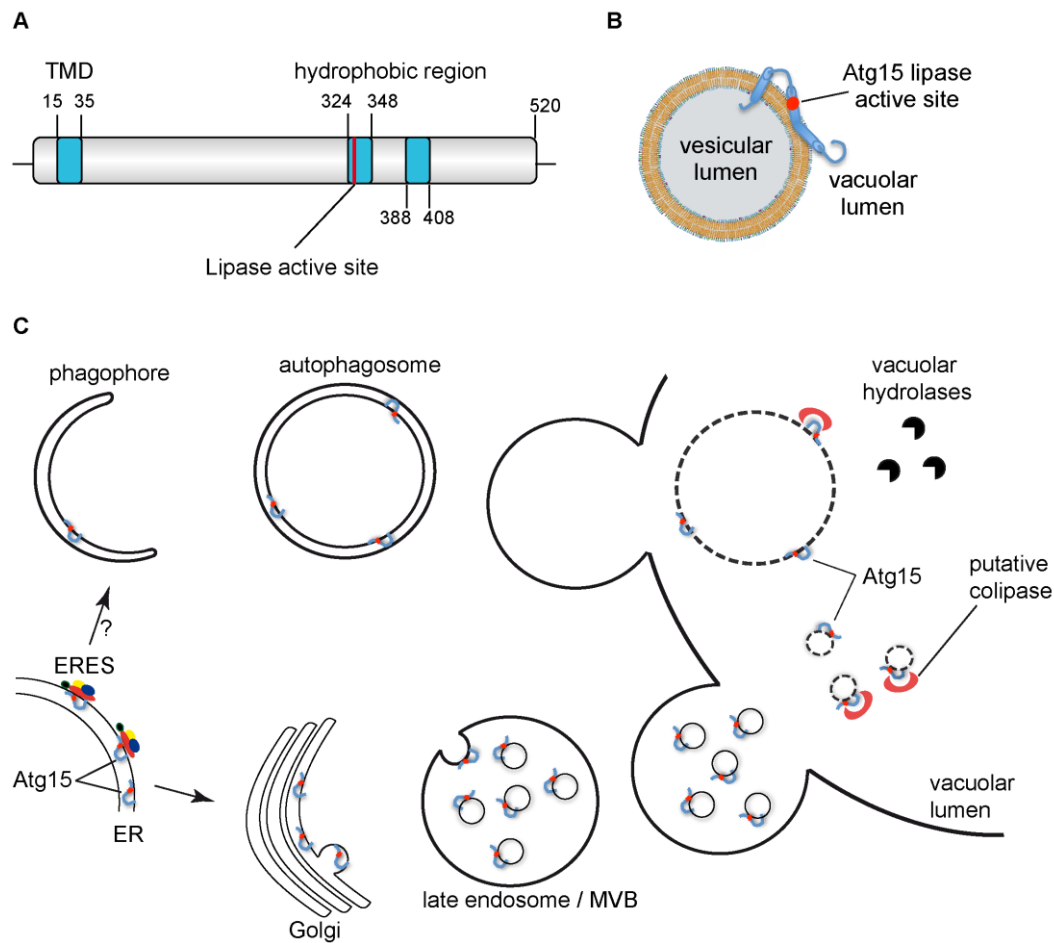 A
TMD
15
35
hydrophobic region
324
348
520
388
408
Lipase active site
B
Atg15 lipase
active site
vesicular
lumen
vacuolar
lumen
C
phagophore
autophagosome
vacuolar
hydrolases
Atg15
putative
colipase
?
ERES
Atg15
ER
Golgi
late endosome / MVB
vacuolar
lumen